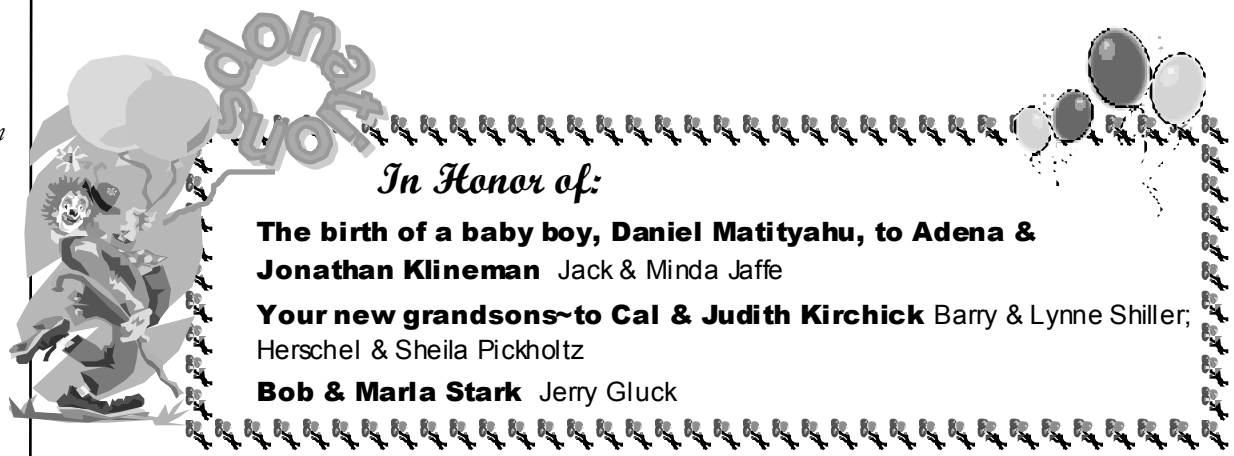 donations
In Honor of:
The birth of a baby boy, Daniel Matityahu, to Adena &
Jonathan Klineman Jack & Minda Jaffe
Your new grandsons~to Cal & Judith Kirchick Barry & Lynne Shiller;
Herschel & Sheila Pickholtz
Bob & Marla Stark Jerry Gluck